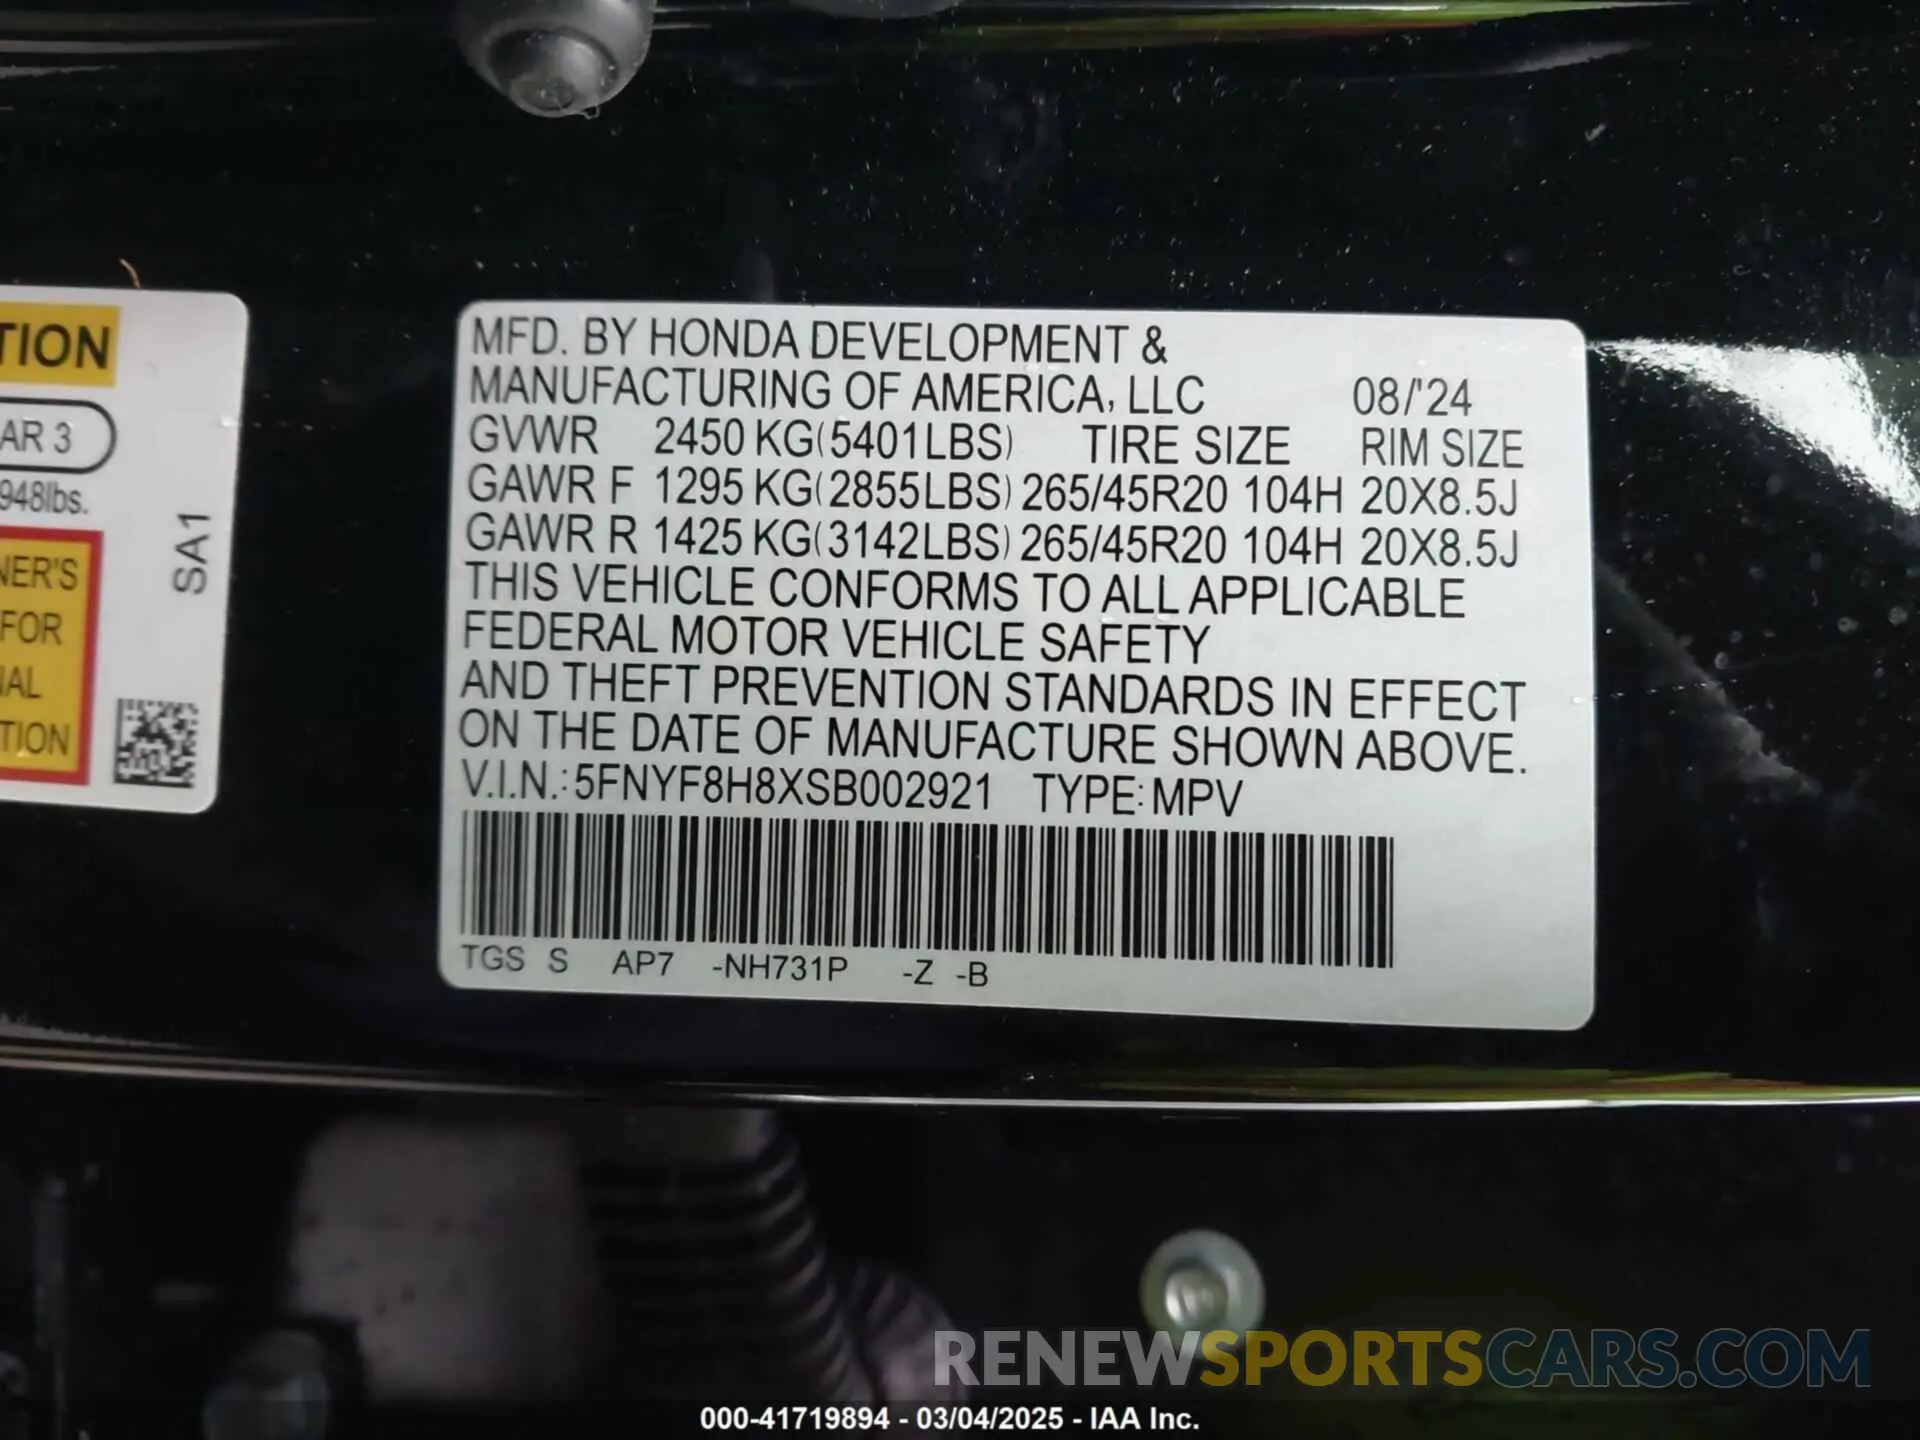 TION
AR 3
948lbs.
NER'S
FOR
NAL
TION
SA1
MFD. BY HONDA DEVELOPMENT &
MANUFACTURING OF AMERICA, LLC 08/'24
GVWR 2450 KG(5401LBS) TIRE SIZE RIM SIZE
GAWR F 1295 KG(2855LBS) 265/45R20 104H 20X8.5J
GAWR R 1425 KG(3142LBS) 265/45R20 104H 20X8.5J
THIS VEHICLE CONFORMS TO ALL APPLICABLE
FEDERAL MOTOR VEHICLE SAFETY
AND THEFT PREVENTION STANDARDS IN EFFECT
ON THE DATE OF MANUFACTURE SHOWN ABOVE.
V.I.N.: 5FNYF8H8XSB002921 TYPE: MPV
TGS S AP7 -NH731P -Z -B
RENEWSPORTSCARS.COM
000-41719894 - 03/04/2025 - IAA Inc.